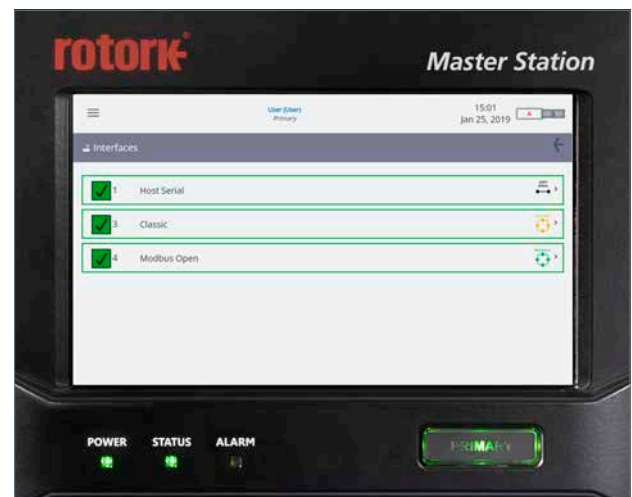 rotork
Master Station
User (User)
Primary
15:01
Jan 25, 2019
A
Interfaces
1 Host Serial
3 Classic
4 Modbus Open
POWER STATUS ALARM
PRIMARY